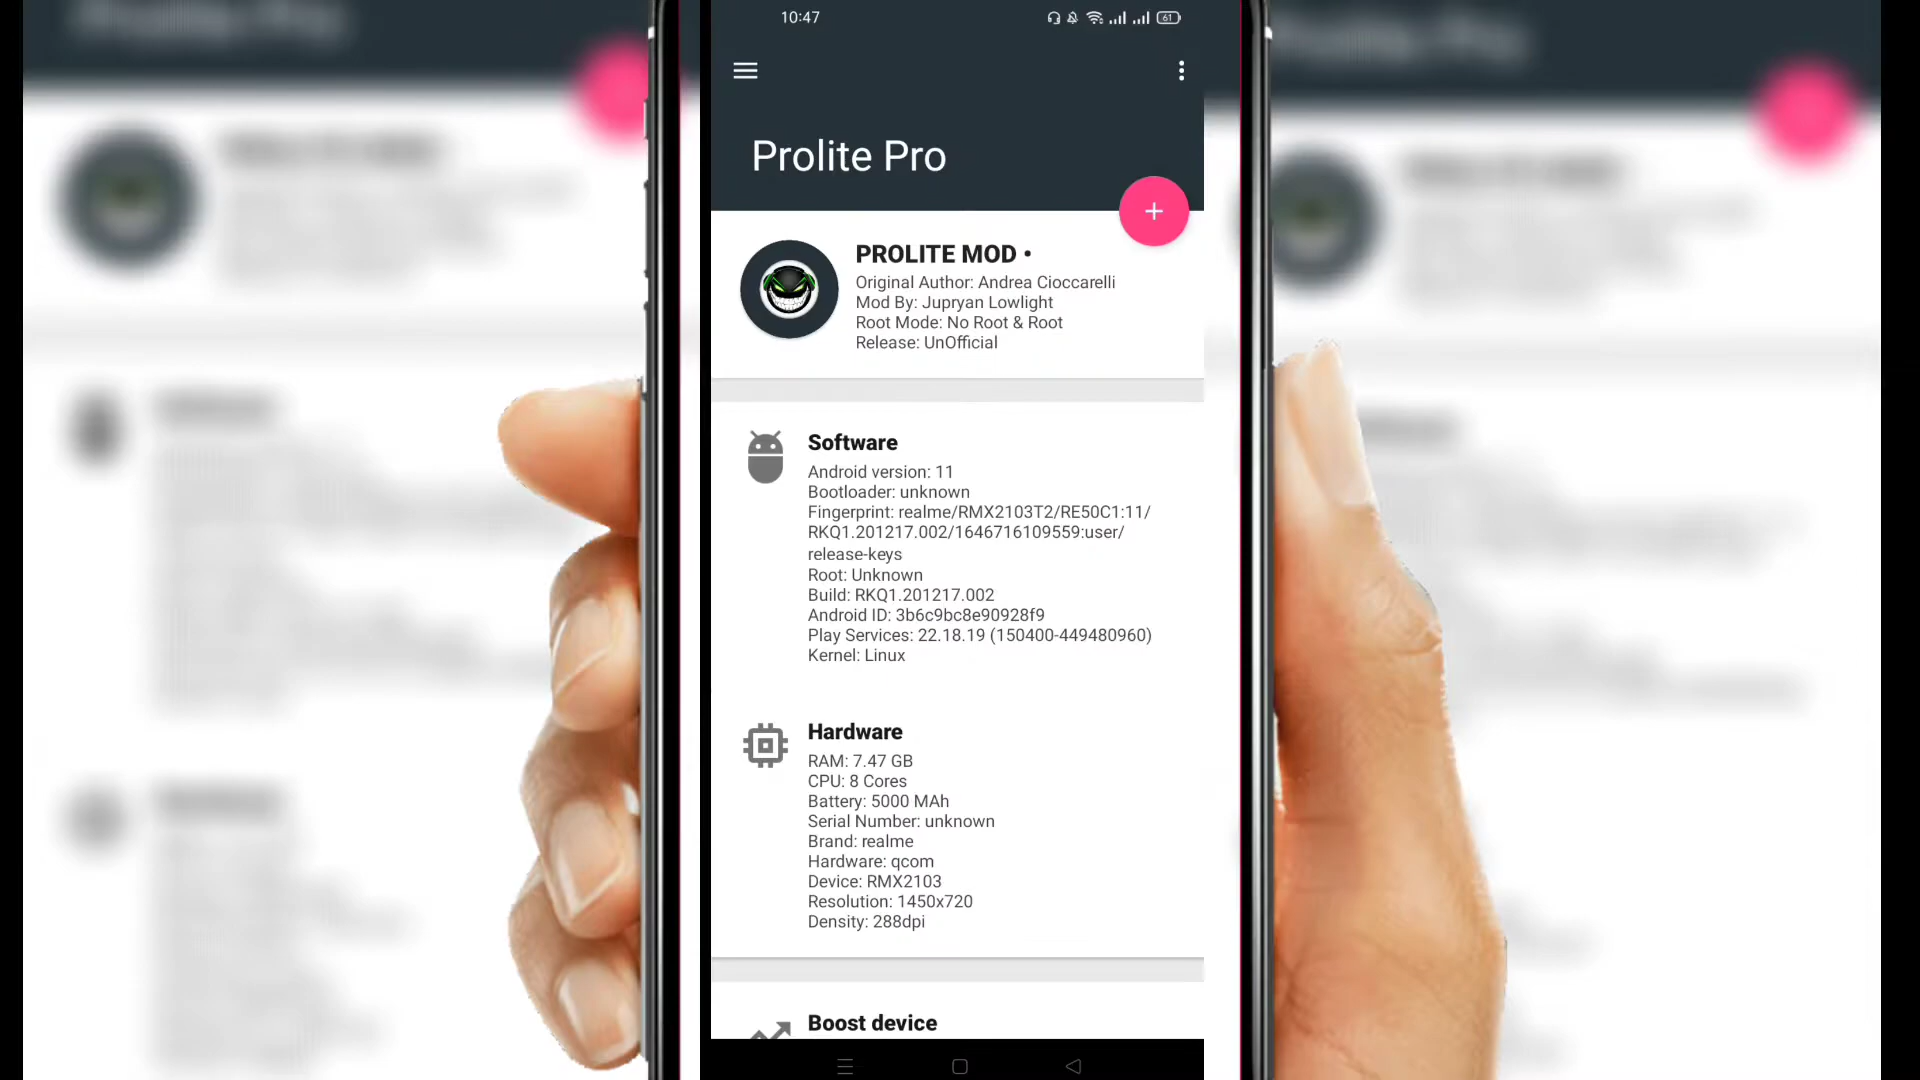 10:47
61
Prolite Pro
PROLITE MOD •
Original Author: Andrea Cioccarelli
Mod By: Jupryan Lowlight
Root Mode: No Root & Root
Release: UnOfficial
Software
Android version: 11
Bootloader: unknown
Fingerprint: realme/RMX2103T2/RE50C1:11/
RKQ1.201217.002/1646716109559:user/
release-keys
Root: Unknown
Build: RKQ1.201217.002
Android ID: 3b6c9bc8e90928f9
Play Services: 22.18.19 (150400-449480960)
Kernel: Linux
Hardware
RAM: 7.47 GB
CPU: 8 Cores
Battery: 5000 MAh
Serial Number: unknown
Brand: realme
Hardware: qcom
Device: RMX2103
Resolution: 1450x720
Density: 288dpi
Boost device